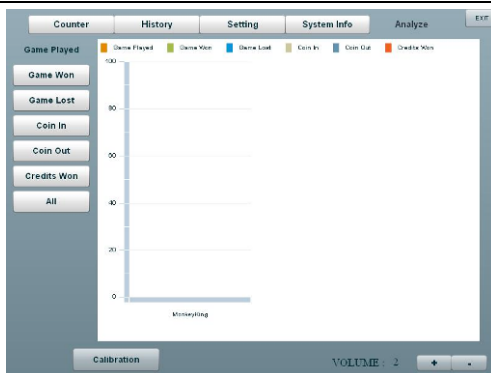 Counter History Setting System Info Analyze EXIT
Game Played
Game Played Game Won Game Lost Coin In Coin Out Credits Won
Game Won
Game Lost
Coin In
Coin Out
Credits Won
All
100
80
60
40
20
0
MonkeyKing
Calibration VOLUME : 2 + -